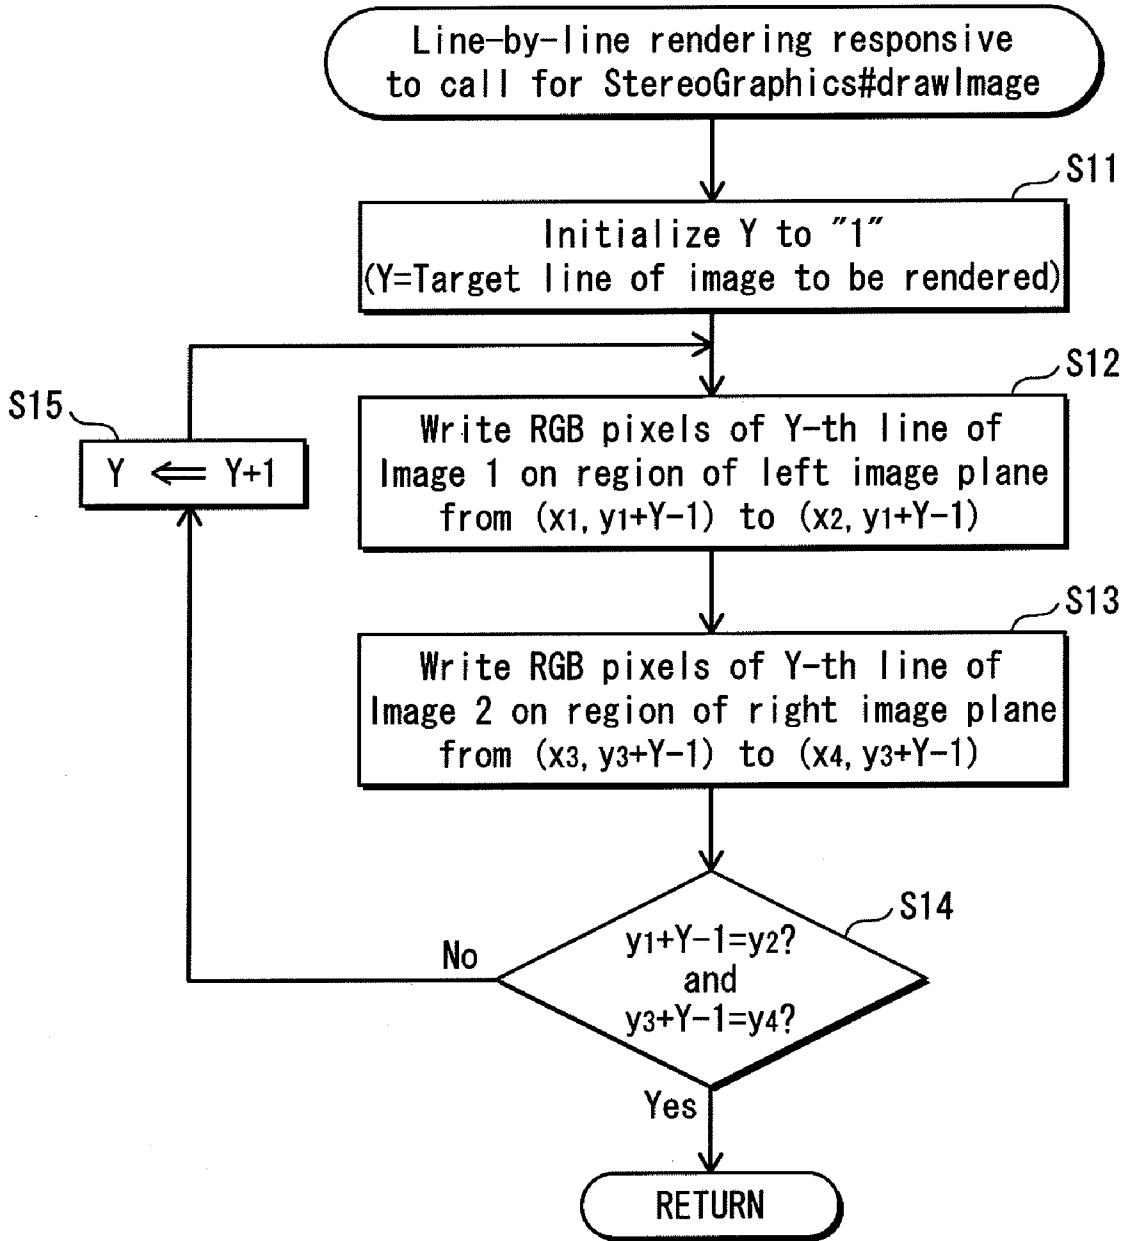 Line-by-line rendering responsive
to call for StereoGraphics#drawImage
S11
Initialize Y to "1"
(Y=Target line of image to be rendered)
S12
Write RGB pixels of Y-th line of
Image 1 on region of left image plane
from (x1, y1+Y-1) to (x2, y1+Y-1)
S15
Y ⇐ Y+1
S13
Write RGB pixels of Y-th line of
Image 2 on region of right image plane
from (x3, y3+Y-1) to (x4, y3+Y-1)
S14
y1+Y-1=y2?
and
y3+Y-1=y4?
No
Yes
RETURN